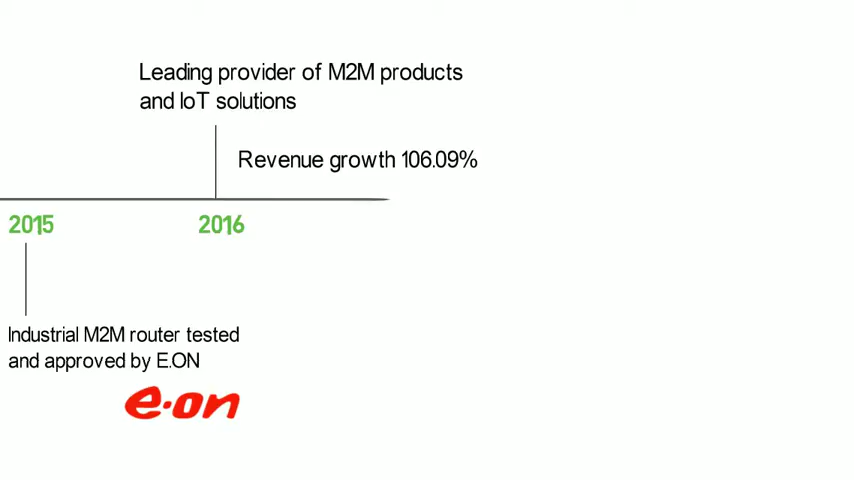 Leading provider of M2M products
and IoT solutions
Revenue growth 106.09%
2015
2016
Industrial M2M router tested
and approved by E.ON
e·on